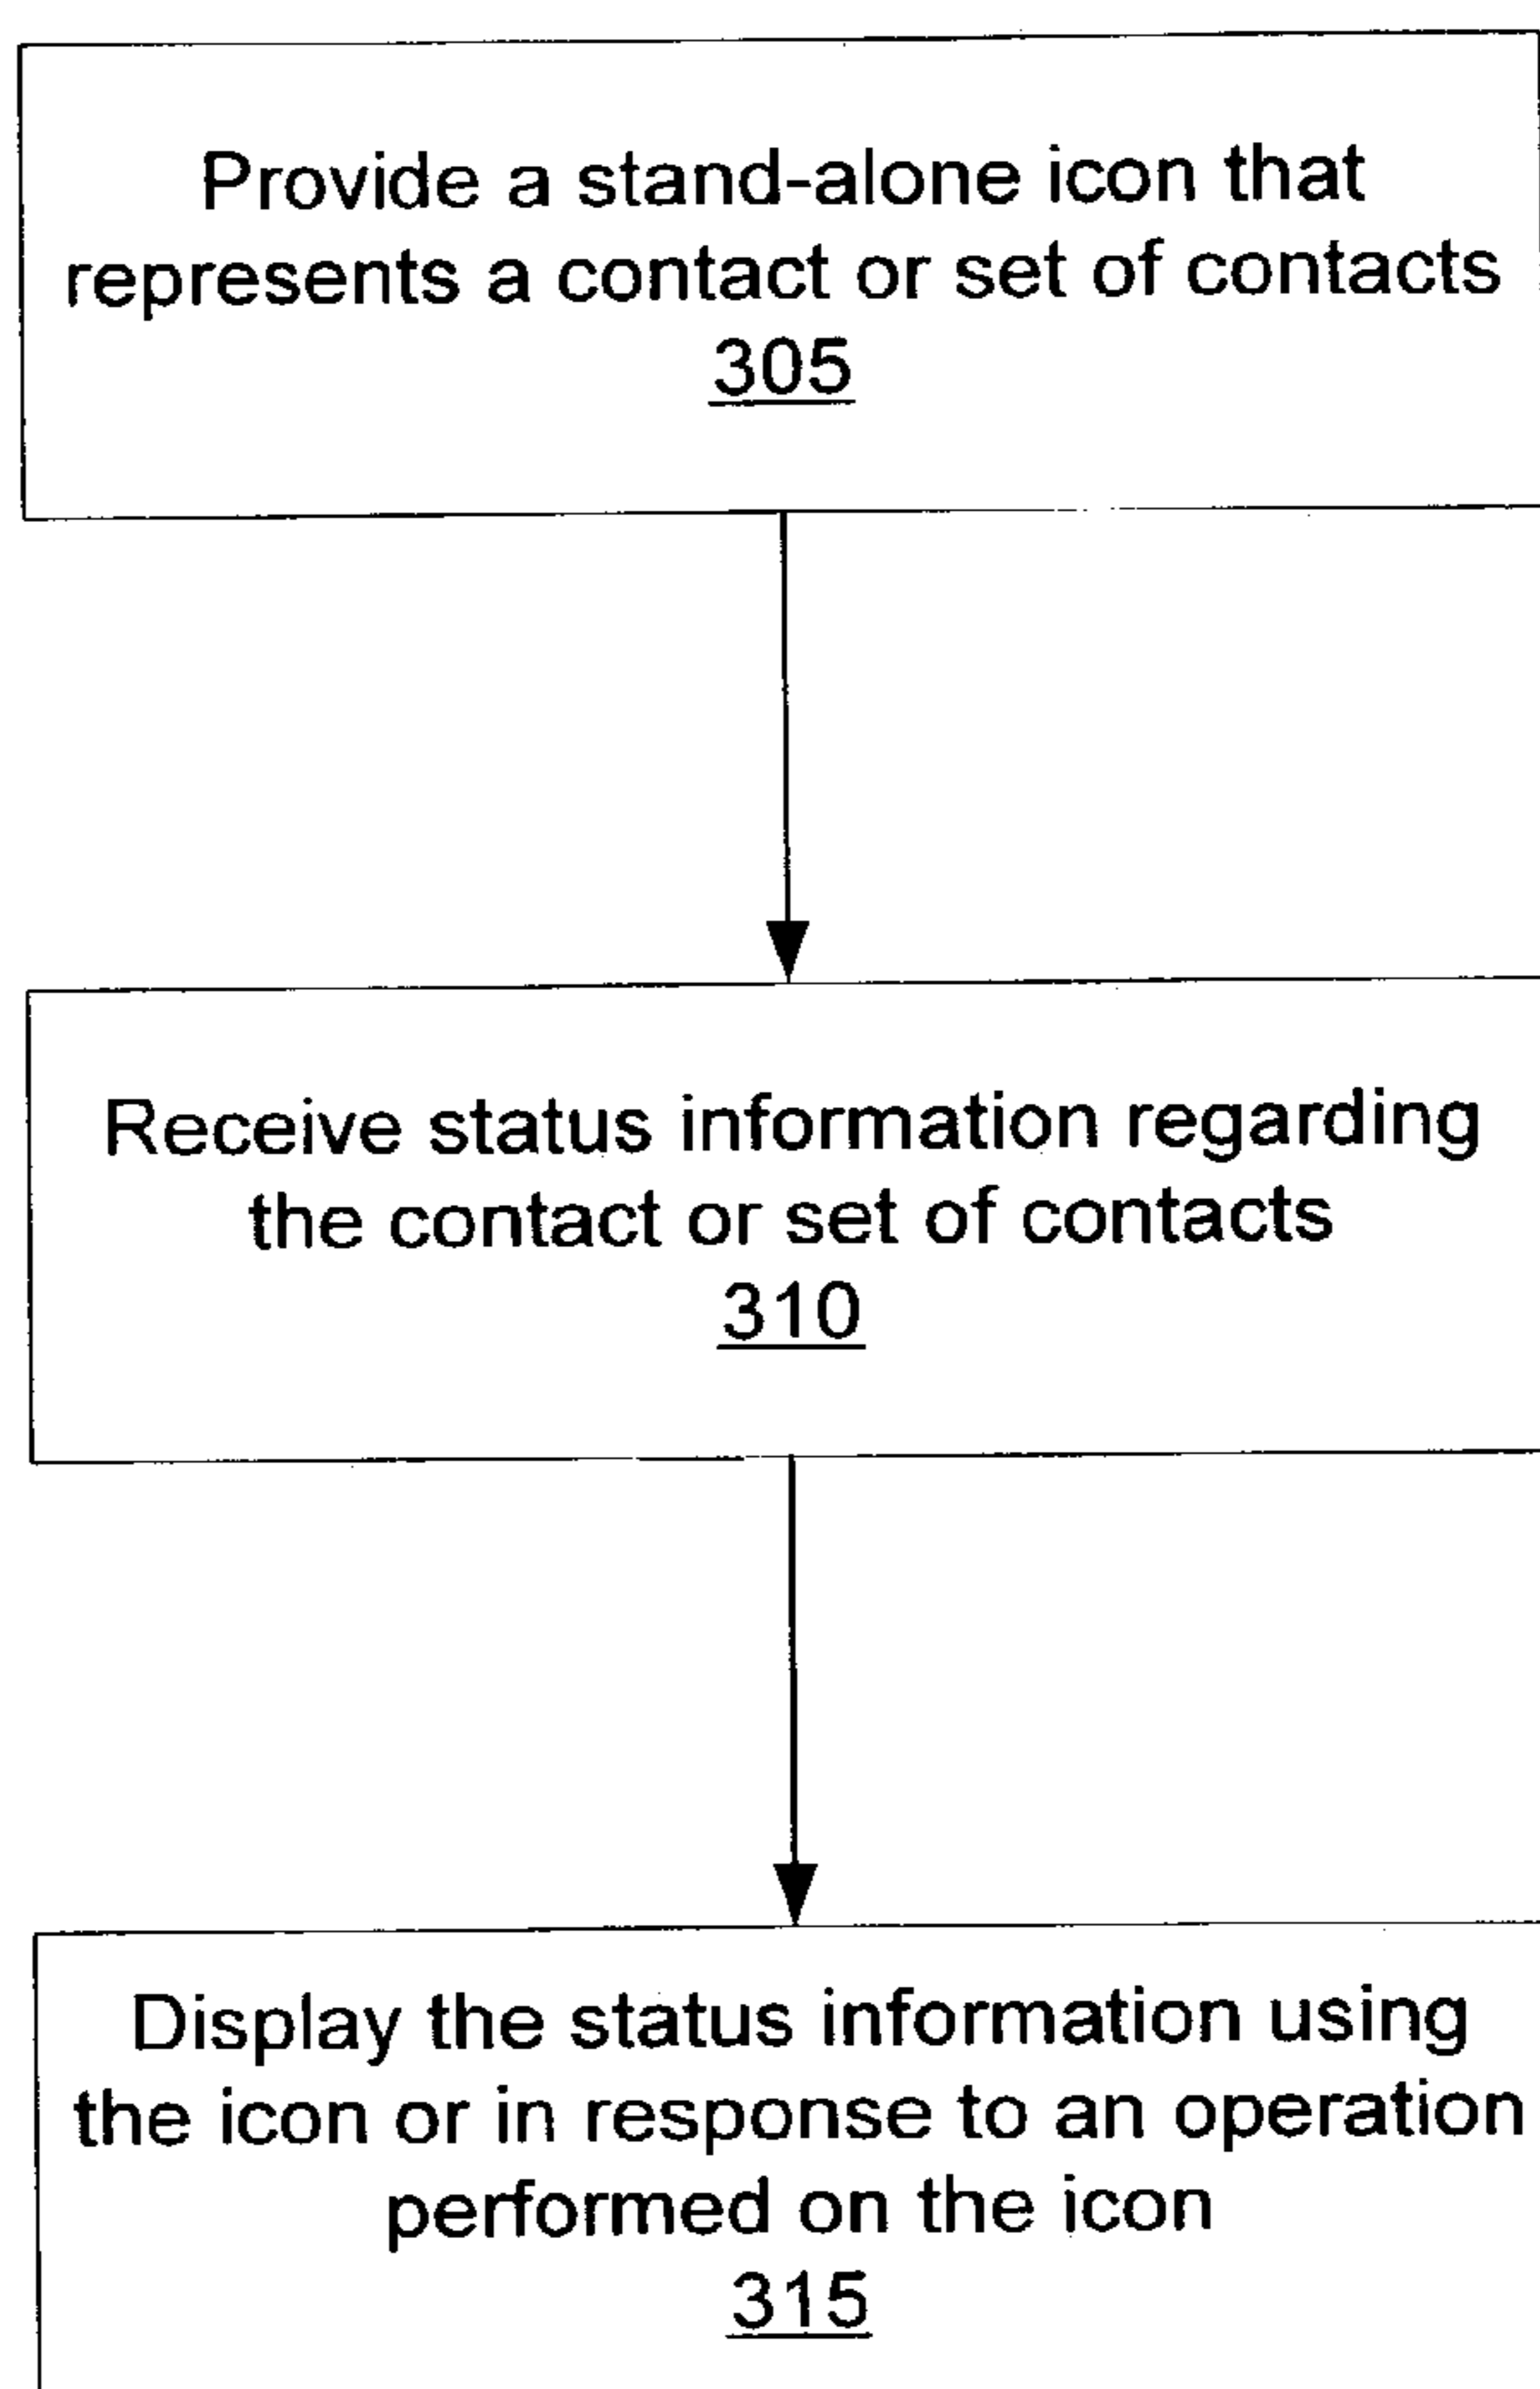 Provide a stand-alone icon that
represents a contact or set of contacts
305
Receive status information regarding
the contact or set of contacts
310
Display the status information using
the icon or in response to an operation
performed on the icon
315